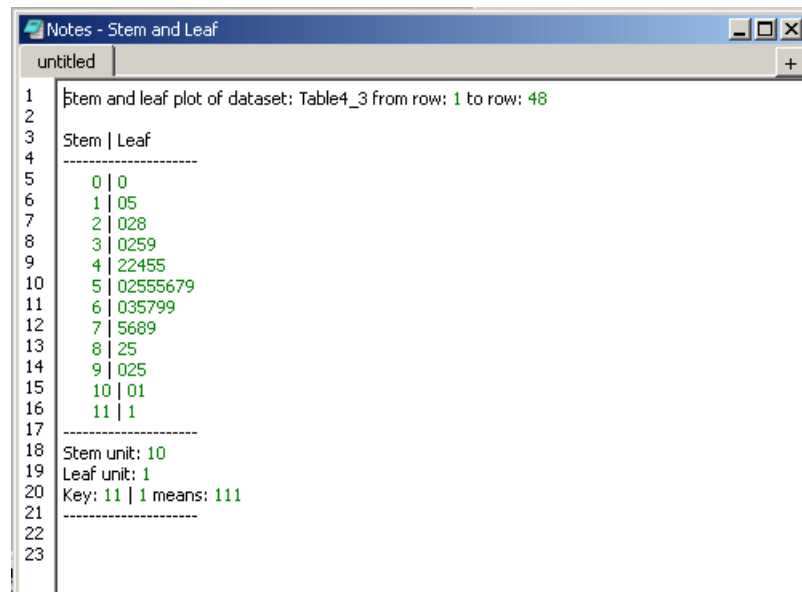 Notes - Stem and Leaf
untitled
+
1 Stem and leaf plot of dataset: Table4_3 from row: 1 to row: 48
2
3 Stem | Leaf
4 ---------------------
5 0 | 0
6 1 | 05
7 2 | 028
8 3 | 0259
9 4 | 22455
10 5 | 02555679
11 6 | 035799
12 7 | 5689
13 8 | 25
14 9 | 025
15 10 | 01
16 11 | 1
17 ---------------------
18 Stem unit: 10
19 Leaf unit: 1
20 Key: 11 | 1 means: 111
21 ---------------------
22
23